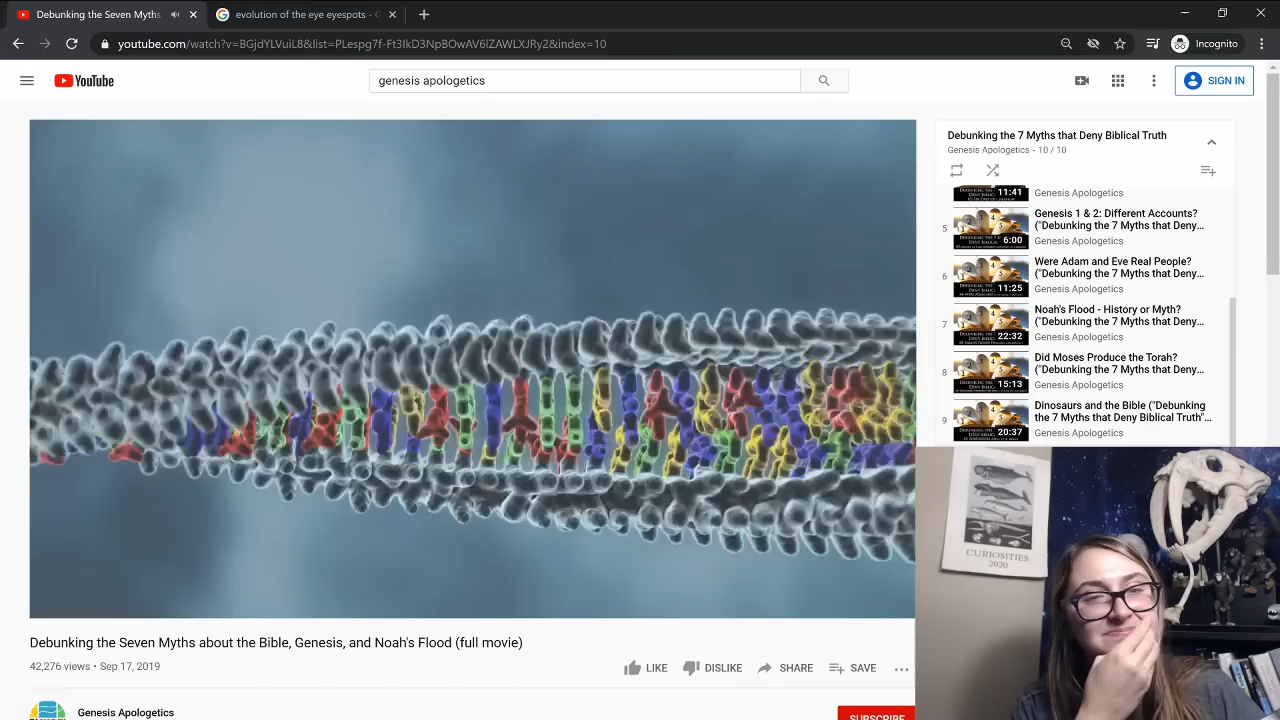 Debunking the Seven Myths
evolution of the eye eyespots - G
youtube.com/watch?v=BGjdYLVuiL8&list=PLespg7f-Ft3IkD3NpBOwAV6lZAWLXJRy2&index=10
Incognito
YouTube
genesis apologetics
SIGN IN
Debunking the 7 Myths that Deny Biblical Truth
Genesis Apologetics - 10 / 10
11:41
Genesis Apologetics
5
6:00
Genesis 1 & 2: Different Accounts?
("Debunking the 7 Myths that Deny...
Genesis Apologetics
6
11:25
Were Adam and Eve Real People?
("Debunking the 7 Myths that Deny...
Genesis Apologetics
7
22:32
Noah's Flood - History or Myth?
("Debunking the 7 Myths that Deny...
Genesis Apologetics
8
15:13
Did Moses Produce the Torah?
("Debunking the 7 Myths that Deny...
Genesis Apologetics
9
20:37
Dinosaurs and the Bible ("Debunking
the 7 Myths that Deny Biblical Truth"...
Genesis Apologetics
CURIOSITIES
2020
Debunking the Seven Myths about the Bible, Genesis, and Noah's Flood (full movie)
42,276 views • Sep 17, 2019
LIKE
DISLIKE
SHARE
SAVE
Genesis Apologetics
SUBSCRIBE